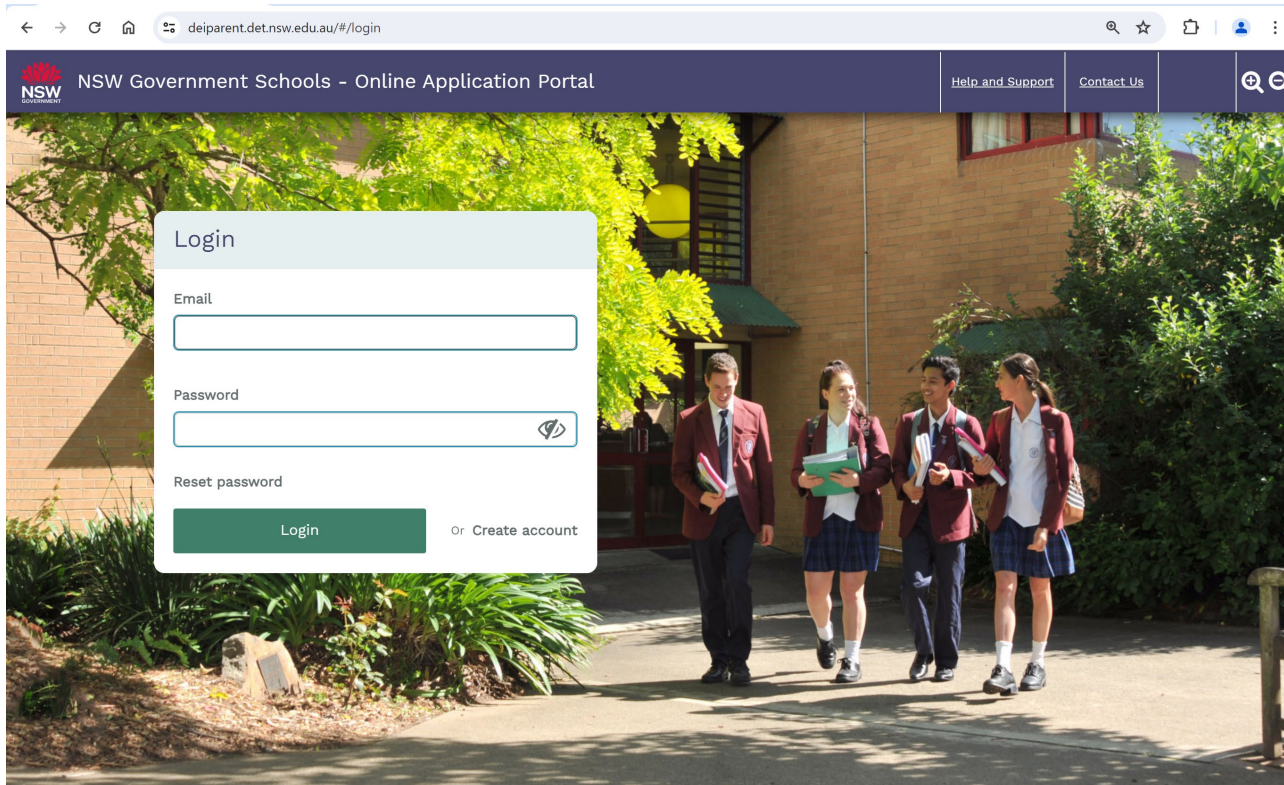 deiparent.det.nsw.edu.au/#/login
NSW
GOVERNMENT
NSW Government Schools - Online Application Portal
Help and Support
Contact Us
Login
Email
Password
Reset password
Login
Or Create account